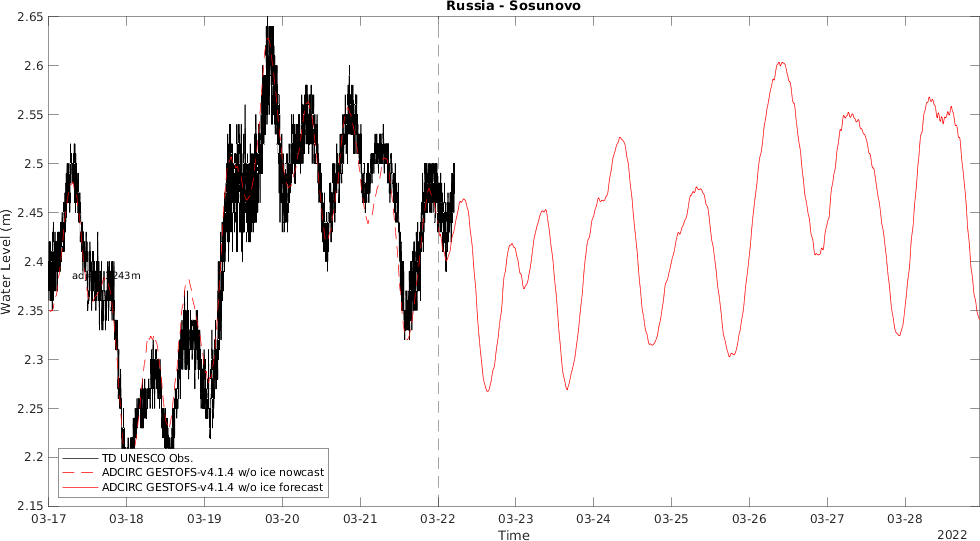 Russia - Sosunovo
Water Level (m)
2.65
2.6
2.55
2.5
2.45
2.4
2.35
2.3
2.25
2.2
2.15
243m
TD UNESCO Obs.
ADCIRC GESTOFS-v4.1.4 w/o ice nowcast
ADCIRC GESTOFS-v4.1.4 w/o ice forecast
03-17 03-18 03-19 03-20 03-21 03-22 03-23 03-24 03-25 03-26 03-27 03-28
Time
2022